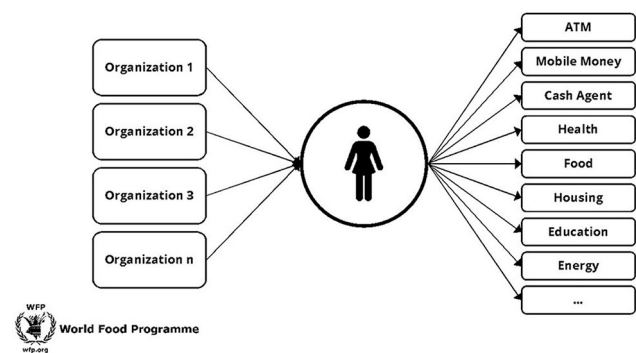 Organization 1
Organization 2
Organization 3
Organization n
ATM
Mobile Money
Cash Agent
Health
Food
Housing
Education
Energy
...
WFP
wfp.org
World Food Programme